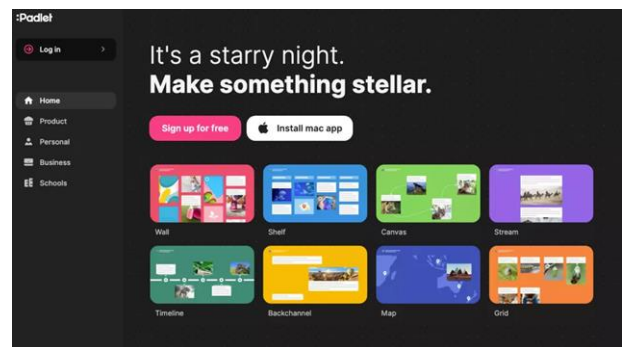 :Padlet
Log in
Home
Product
Personal
Business
Schools
It's a starry night.
Make something stellar.
Sign up for free
Install mac app
Wall
Shelf
Canvas
Stream
Timeline
Backchannel
Map
Grid